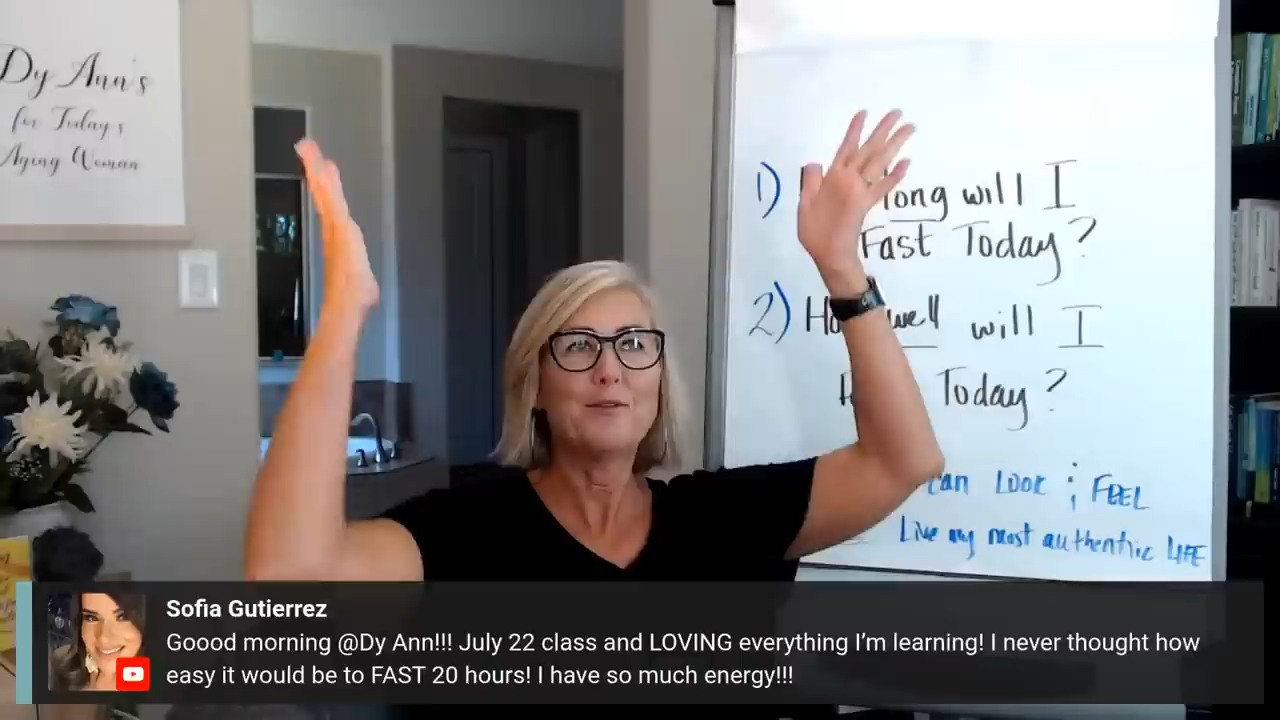 Dy Ann's
for Today's
Aging Woman
1) long will I
Fast Today?
2) well will I
Today?
can Look & FEEL
Live my most authentic LIFE
Sofia Gutierrez
Goood morning @Dy Ann!!! July 22 class and LOVING everything I'm learning! I never thought how
easy it would be to FAST 20 hours! I have so much energy!!!